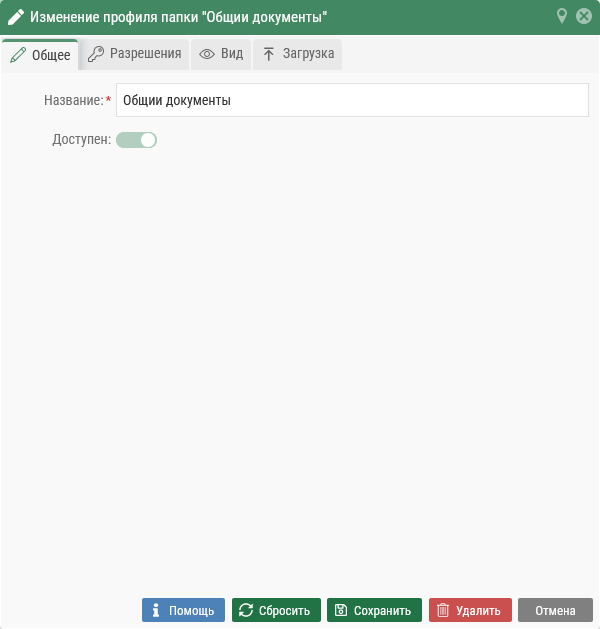 Изменение профиля папки "Общии документы"
Общее Разрешения Вид Загрузка
Название:* Общии документы
Доступен:
Помощь Сбросить Сохранить Удалить Отмена